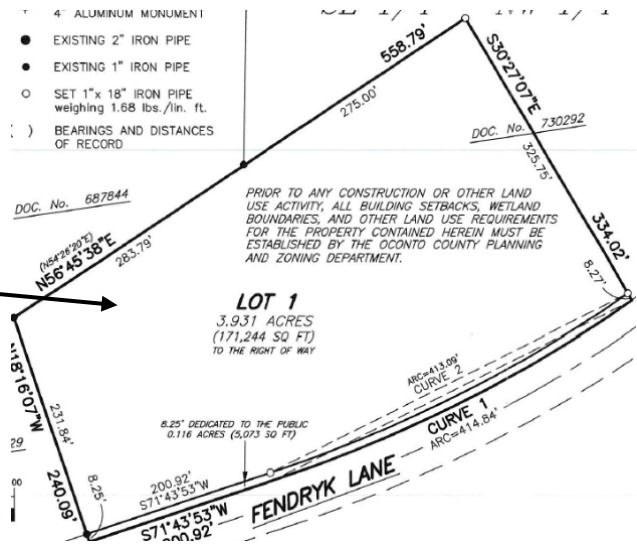 4" ALUMINUM MONUMENT
EXISTING 2" IRON PIPE
EXISTING 1" IRON PIPE
SET 1"x 18" IRON PIPE
weighing 1.68 lbs./lin. ft.
( ) BEARINGS AND DISTANCES
OF RECORD
558.79'
275.00'
S30°27'07"E
DOC. No. 730292
325.75'
334.02'
8.27'
DOC. No. 687844
(N54°26'20"E)
N56°45'38"E
283.79'
PRIOR TO ANY CONSTRUCTION OR OTHER LAND
USE ACTIVITY, ALL BUILDING SETBACKS, WETLAND
BOUNDARIES, AND OTHER LAND USE REQUIREMENTS
FOR THE PROPERTY CONTAINED HEREIN MUST BE
ESTABLISHED BY THE OCONTO COUNTY PLANNING
AND ZONING DEPARTMENT.
LOT 1
3.931 ACRES
(171,244 SQ FT)
TO THE RIGHT OF WAY
N18°16'07"W
231.84'
240.09'
8.25'
29
00
ARC=413.09'
CURVE 2
CURVE 1
ARC=414.84'
8.25' DEDICATED TO THE PUBLIC
0.116 ACRES (5,073 SQ FT)
200.92'
S71°43'53"W
S71°43'53"W
200.92'
FENDRYK LANE